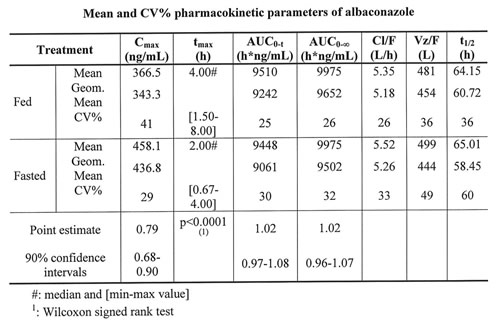 Mean and CV% pharmacokinetic parameters of albaconazole
Treatment Cmax (ng/mL) tmax (h) AUC0-t (h*ng/mL) AUC0-∞ (h*ng/mL) Cl/F (L/h) Vz/F (L) t1/2 (h)
Fed
Mean 366.5 4.00# 9510 9975 5.35 481 64.15
Geom. Mean 343.3 9242 9652 5.18 454 60.72
CV% 41 [1.50-8.00] 25 26 26 36 36
Fasted
Mean 458.1 2.00# 9448 9975 5.52 499 65.01
Geom. Mean 436.8 9061 9502 5.26 444 58.45
CV% 29 [0.67-4.00] 30 32 33 49 60
Point estimate 0.79 p<0.0001 (1) 1.02 1.02
90% confidence intervals 0.68-0.90 0.97-1.08 0.96-1.07
#: median and [min-max value]
1: Wilcoxon signed rank test